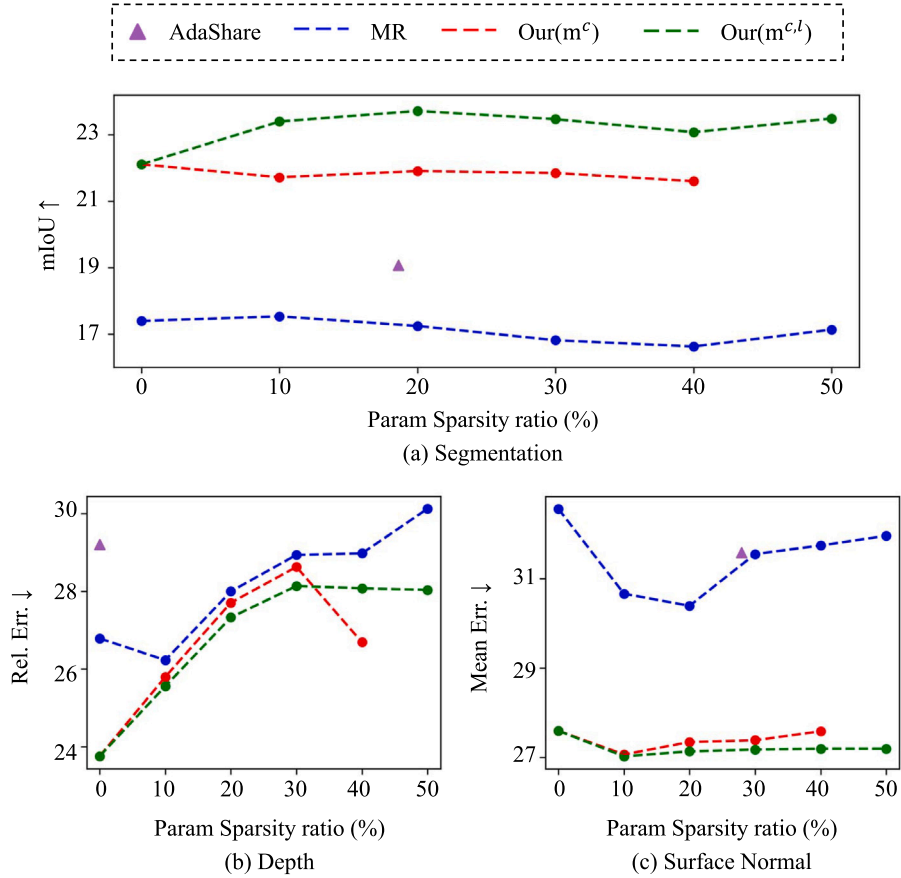 AdaShare MR Our(m^c) Our(m^{c,l})
mIoU ↑
23
21
19
17
0 10 20 30 40 50
Param Sparsity ratio (%)
(a) Segmentation
Rel. Err. ↓
30
28
26
24
0 10 20 30 40 50
Param Sparsity ratio (%)
(b) Depth
Mean Err. ↓
31
29
27
0 10 20 30 40 50
Param Sparsity ratio (%)
(c) Surface Normal